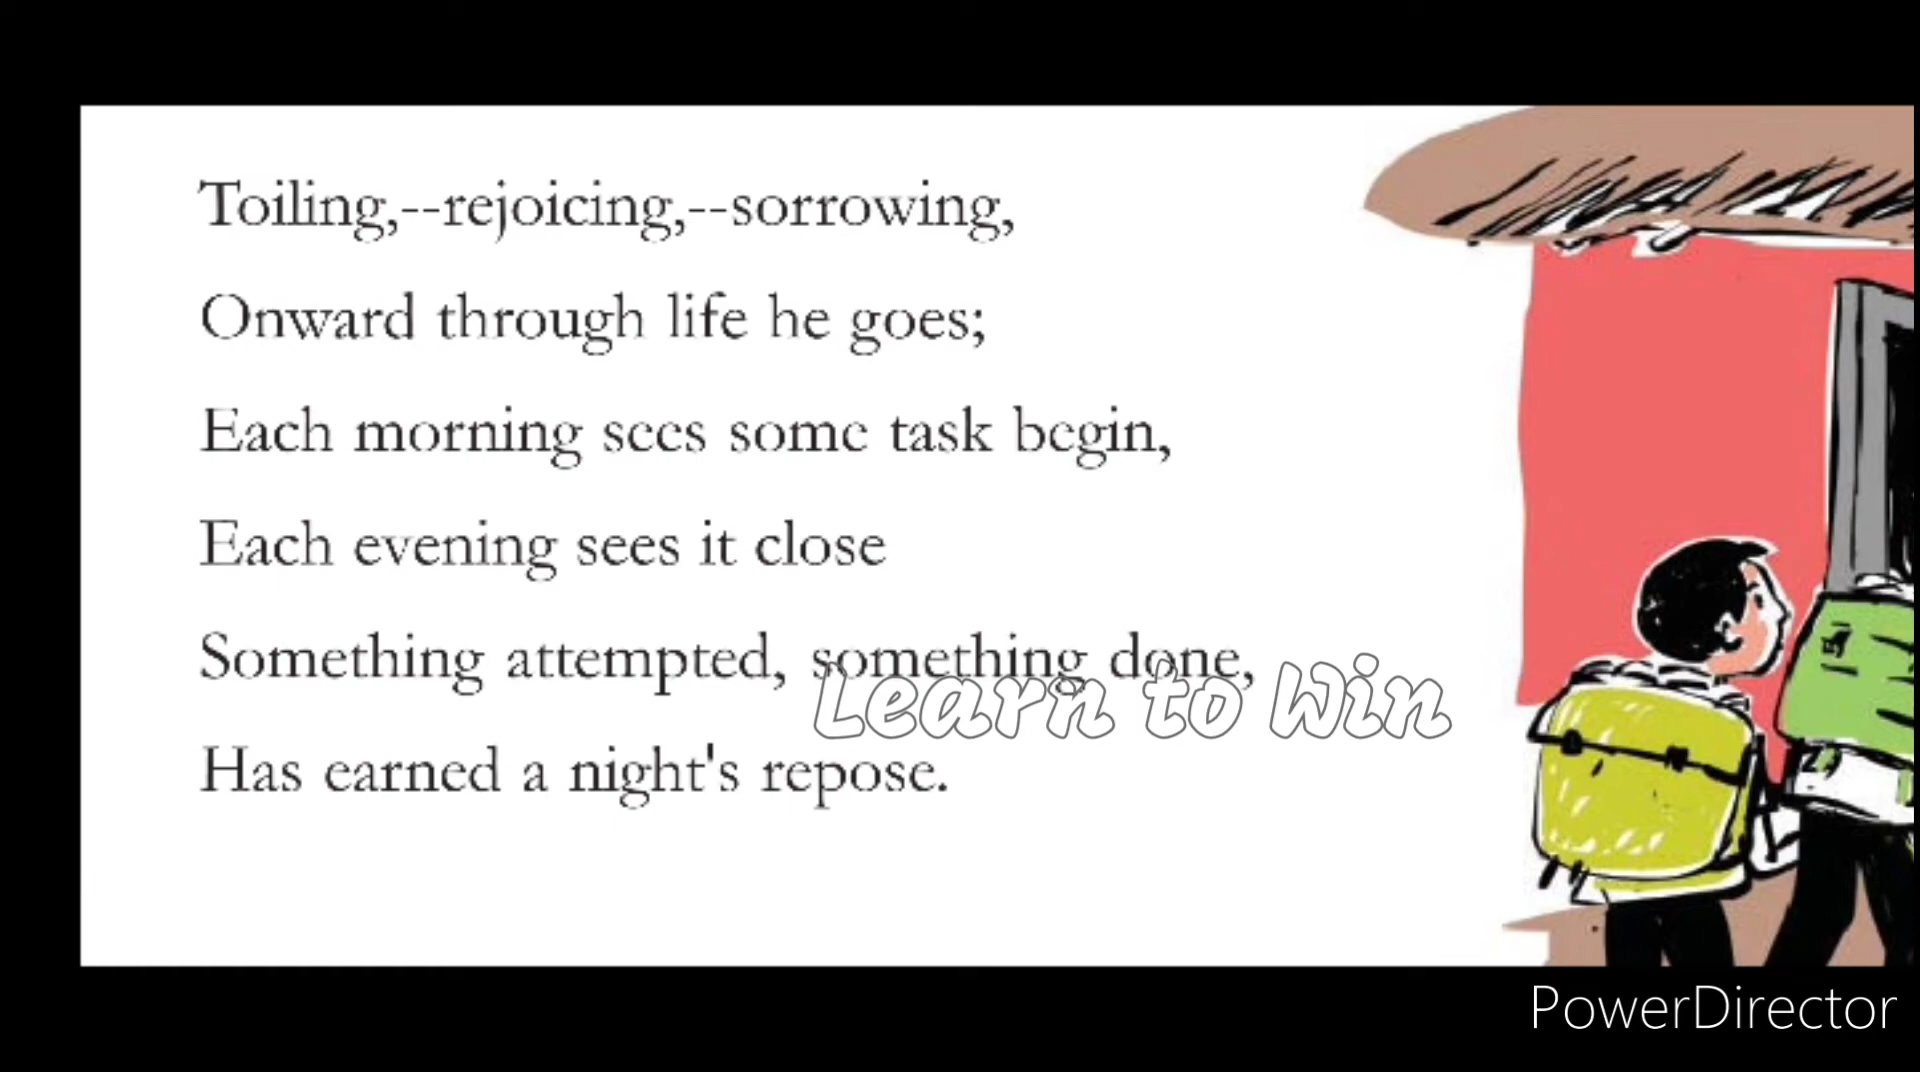 Toiling,--rejoicing,--sorrowing,
Onward through life he goes;
Each morning sees some task begin,
Each evening sees it close
Something attempted, something done,
Learn to Win
Has earned a night's repose.
PowerDirector